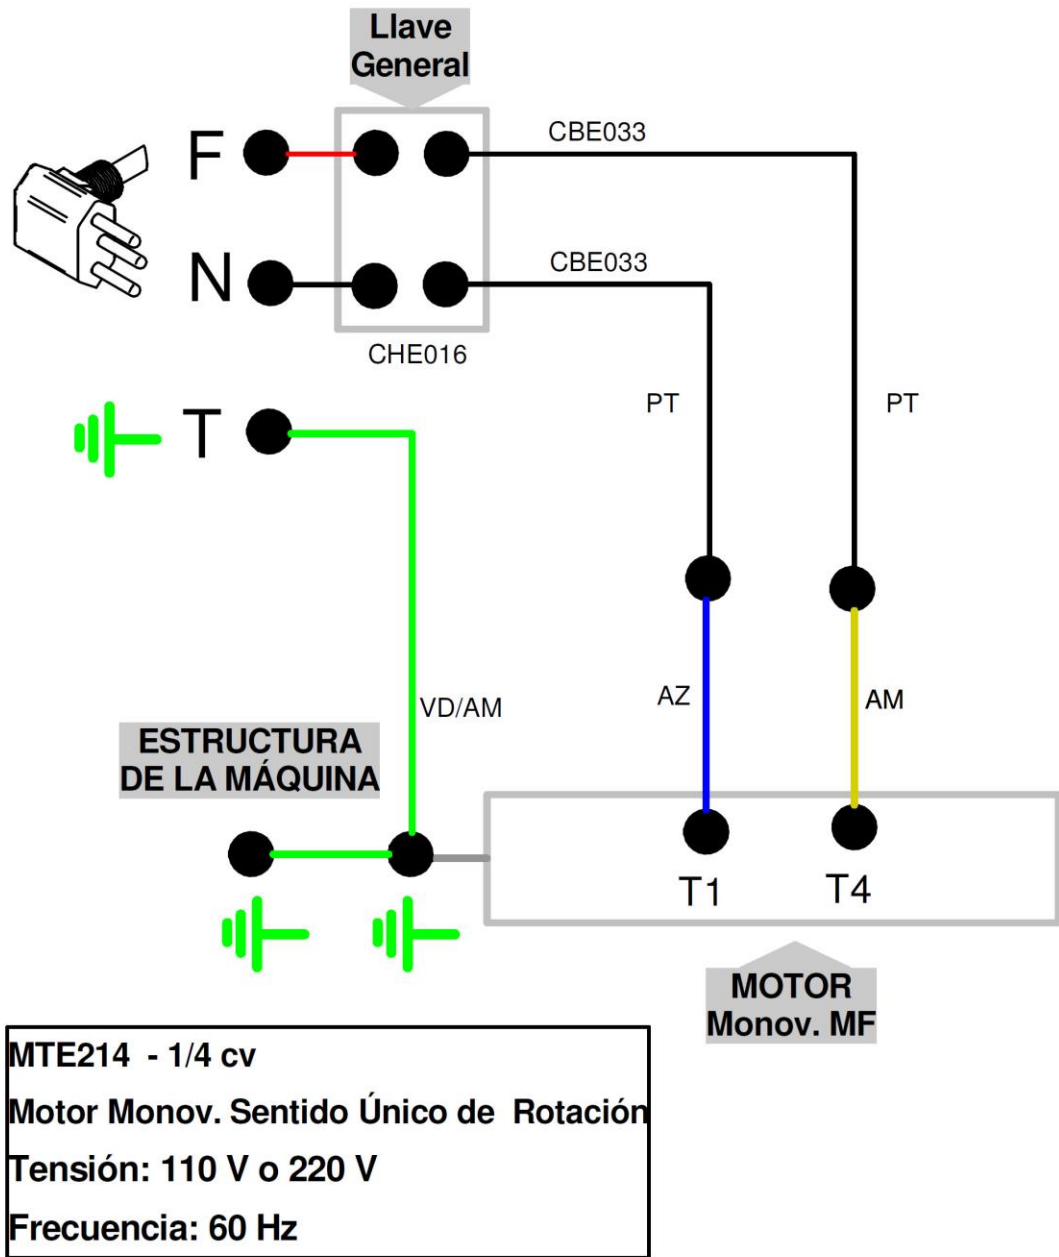 Llave
General
F
CBE033
N
CBE033
CHE016
PT
PT
T
VD/AM
AZ
AM
ESTRUCTURA
DE LA MÁQUINA
T1
T4
MOTOR
Monov. MF
MTE214 - 1/4 cv
Motor Monov. Sentido Único de Rotación
Tensión: 110 V o 220 V
Frecuencia: 60 Hz